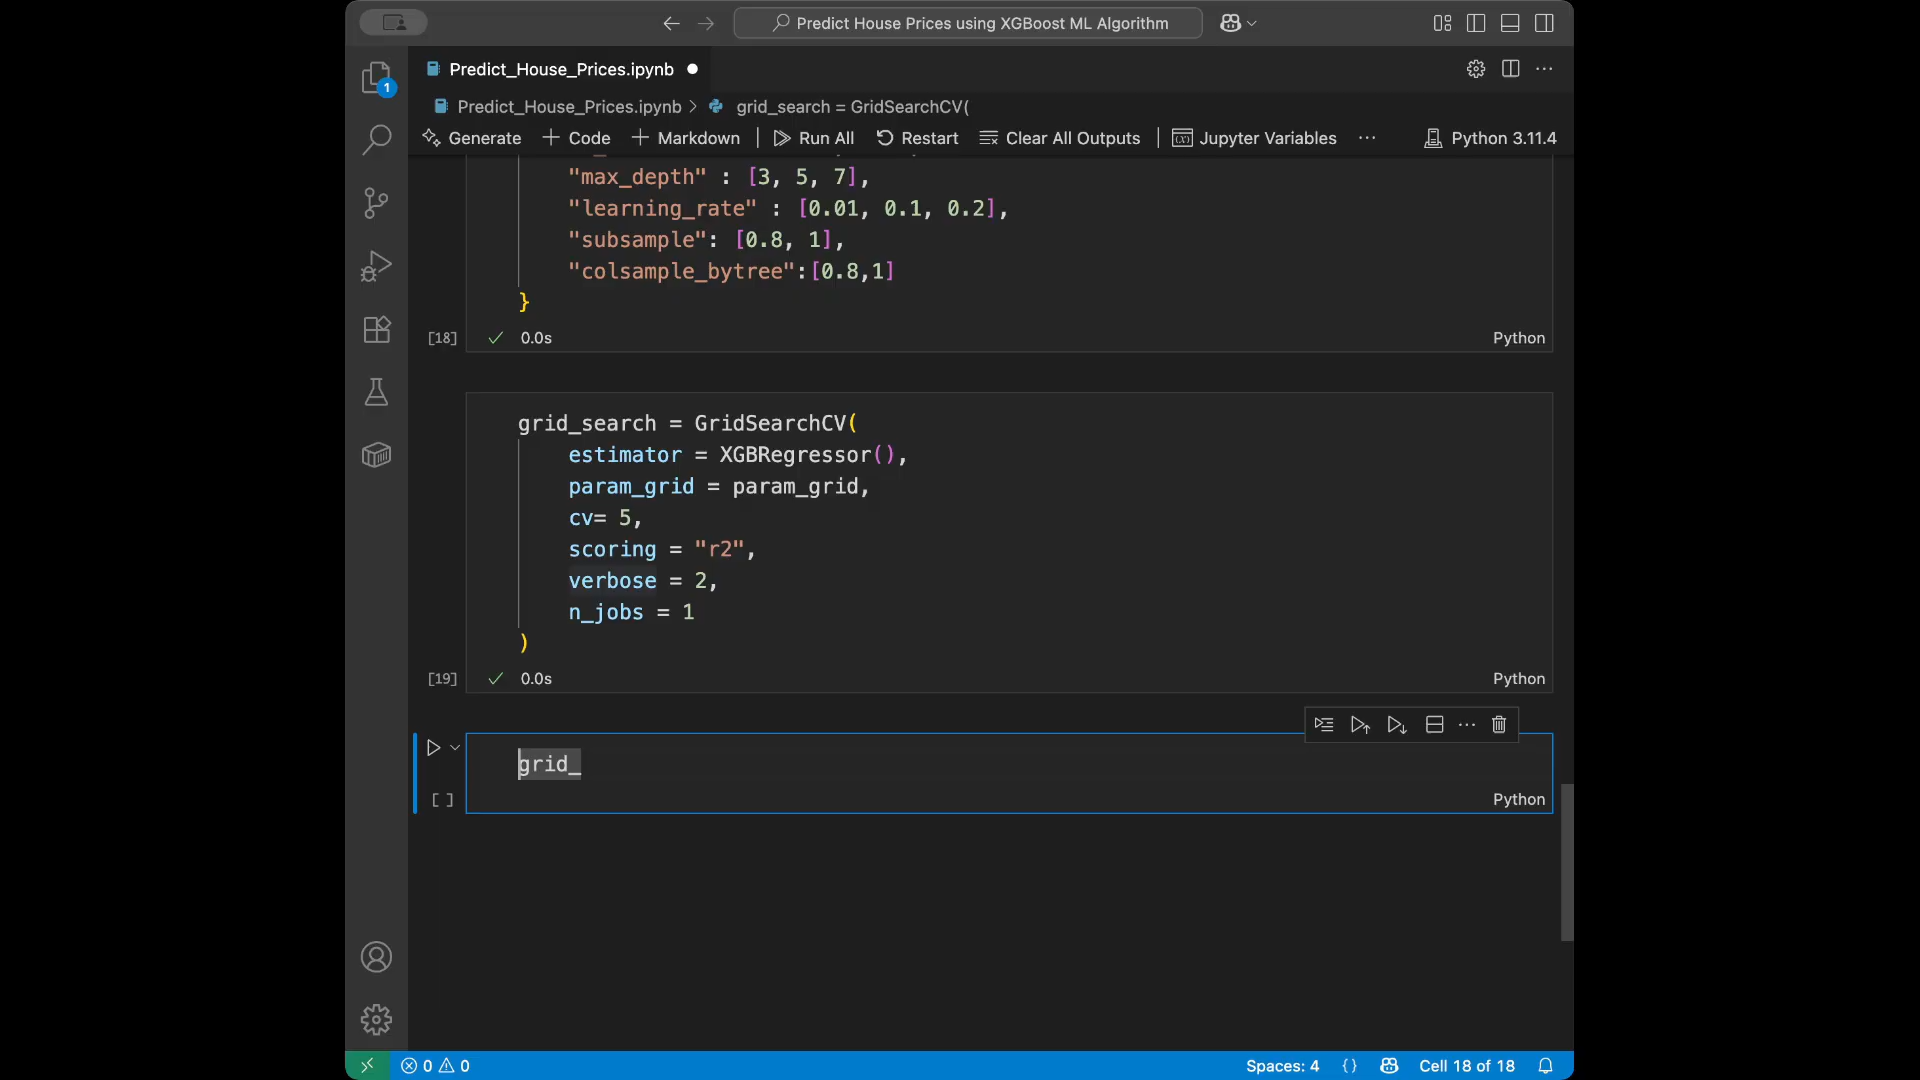 Predict House Prices using XGBoost ML Algorithm
Predict_House_Prices.ipynb
1
Predict_House_Prices.ipynb > grid_search = GridSearchCV(
Generate + Code + Markdown | Run All Restart Clear All Outputs | Jupyter Variables ··· Python 3.11.4
"max_depth" : [3, 5, 7],
"learning_rate" : [0.01, 0.1, 0.2],
"subsample": [0.8, 1],
"colsample_bytree":[0.8,1]
}
[18] ✓ 0.0s Python
grid_search = GridSearchCV(
estimator = XGBRegressor(),
param_grid = param_grid,
cv= 5,
scoring = "r2",
verbose = 2,
n_jobs = 1
)
[19] ✓ 0.0s Python
grid_
[ ] Python
0 0 Spaces: 4 {} Cell 18 of 18